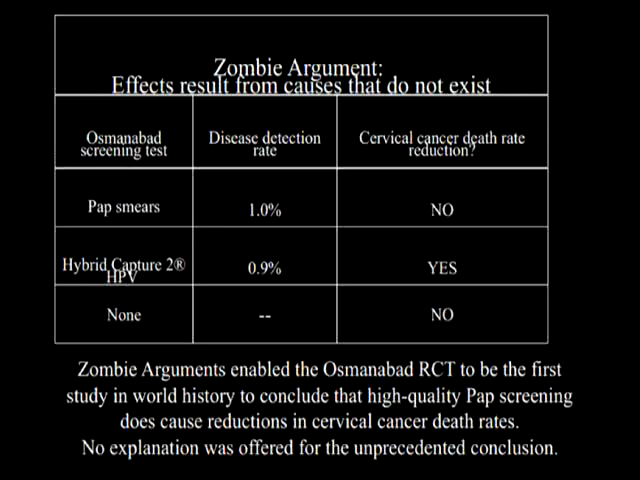 Zombie Argument:
Effects result from causes that do not exist
Osmanabad screening test Disease detection rate Cervical cancer death rate reduction?
Pap smears 1.0% NO
Hybrid Capture 2® HPV 0.9% YES
None -- NO
Zombie Arguments enabled the Osmanabad RCT to be the first
study in world history to conclude that high-quality Pap screening
does cause reductions in cervical cancer death rates.
No explanation was offered for the unprecedented conclusion.